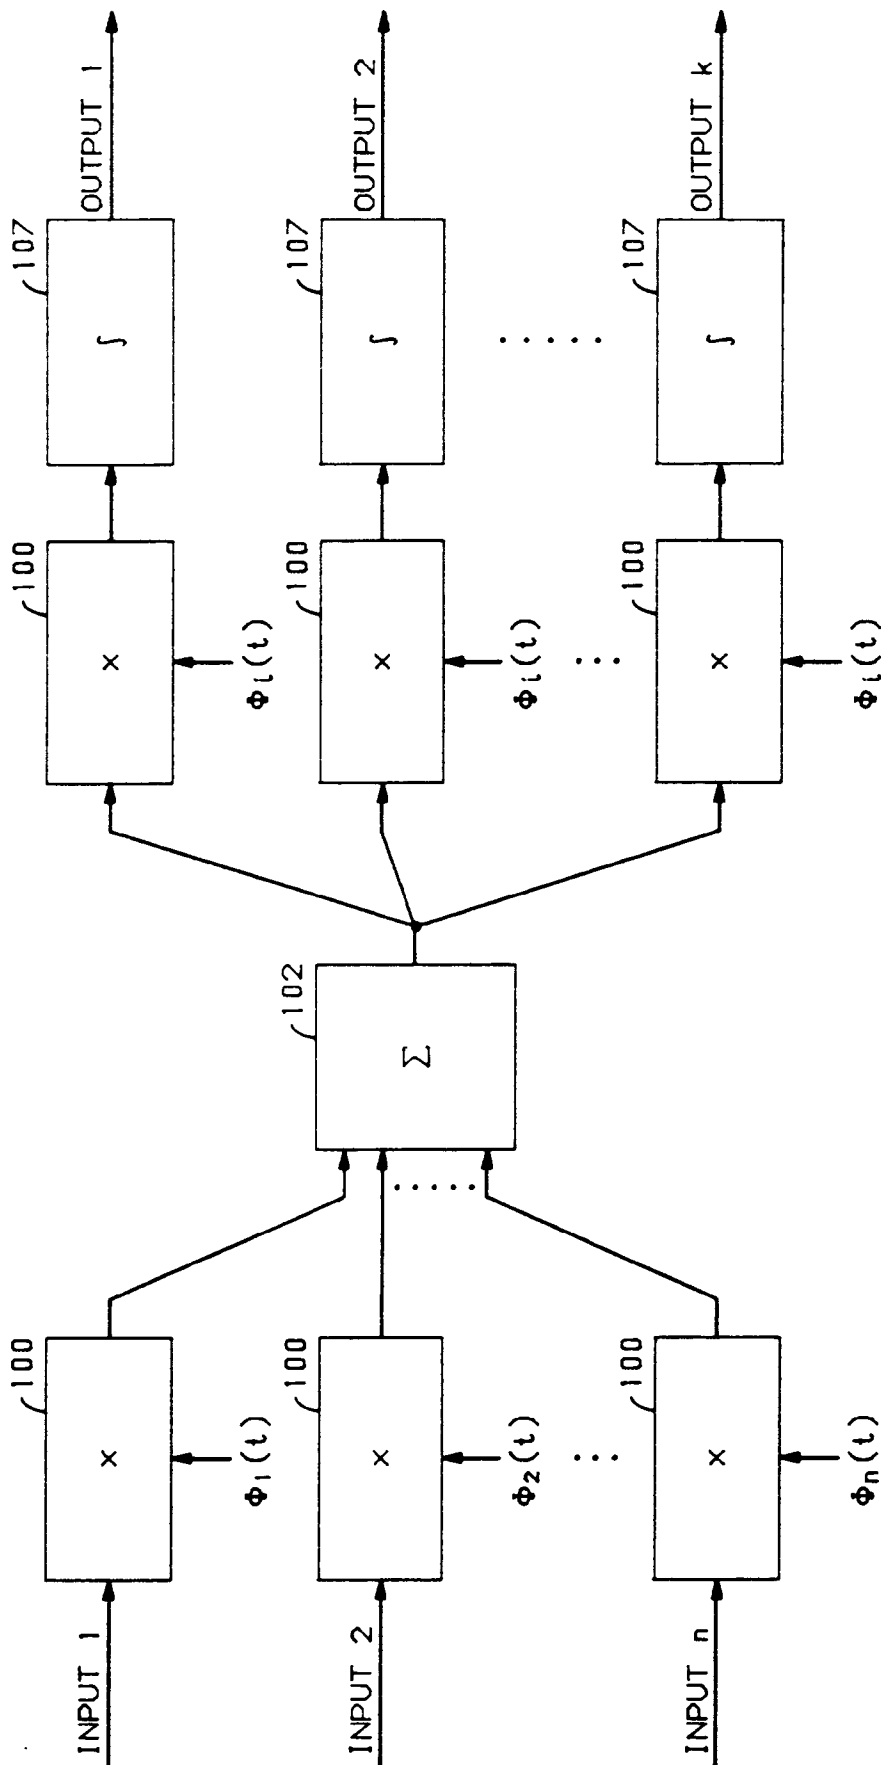 INPUT 1
100
×
Φ1(t)
INPUT 2
100
×
Φ2(t)
. . .
INPUT n
100
×
Φn(t)
. . . . .
102
Σ
100
×
Φi(t)
107
∫
OUTPUT 1
100
×
Φi(t)
107
∫
OUTPUT 2
. . .
. . . . .
100
×
Φi(t)
107
∫
OUTPUT k